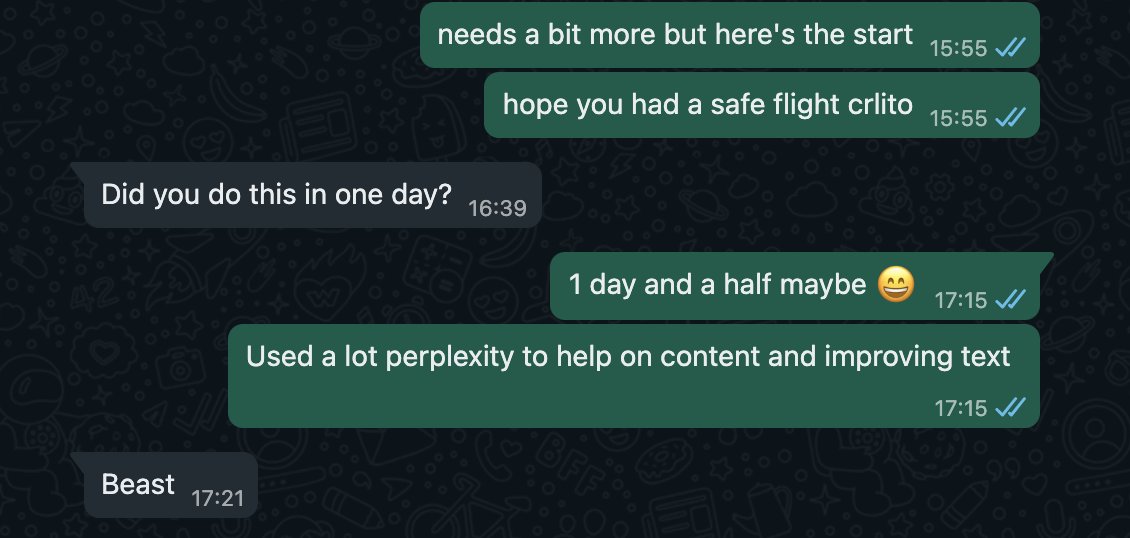 needs a bit more but here's the start 15:55
hope you had a safe flight crlito 15:55
Did you do this in one day? 16:39
1 day and a half maybe 😄 17:15
Used a lot perplexity to help on content and improving text
17:15
Beast 17:21